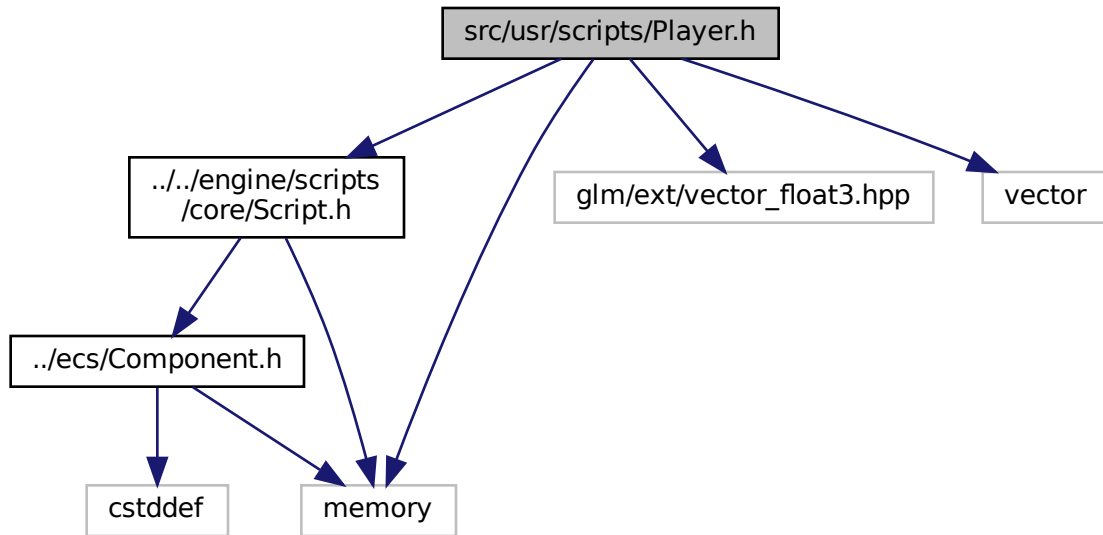 src/usr/scripts/Player.h
../../engine/scripts
/core/Script.h
glm/ext/vector_float3.hpp
vector
../ecs/Component.h
cstddef
memory